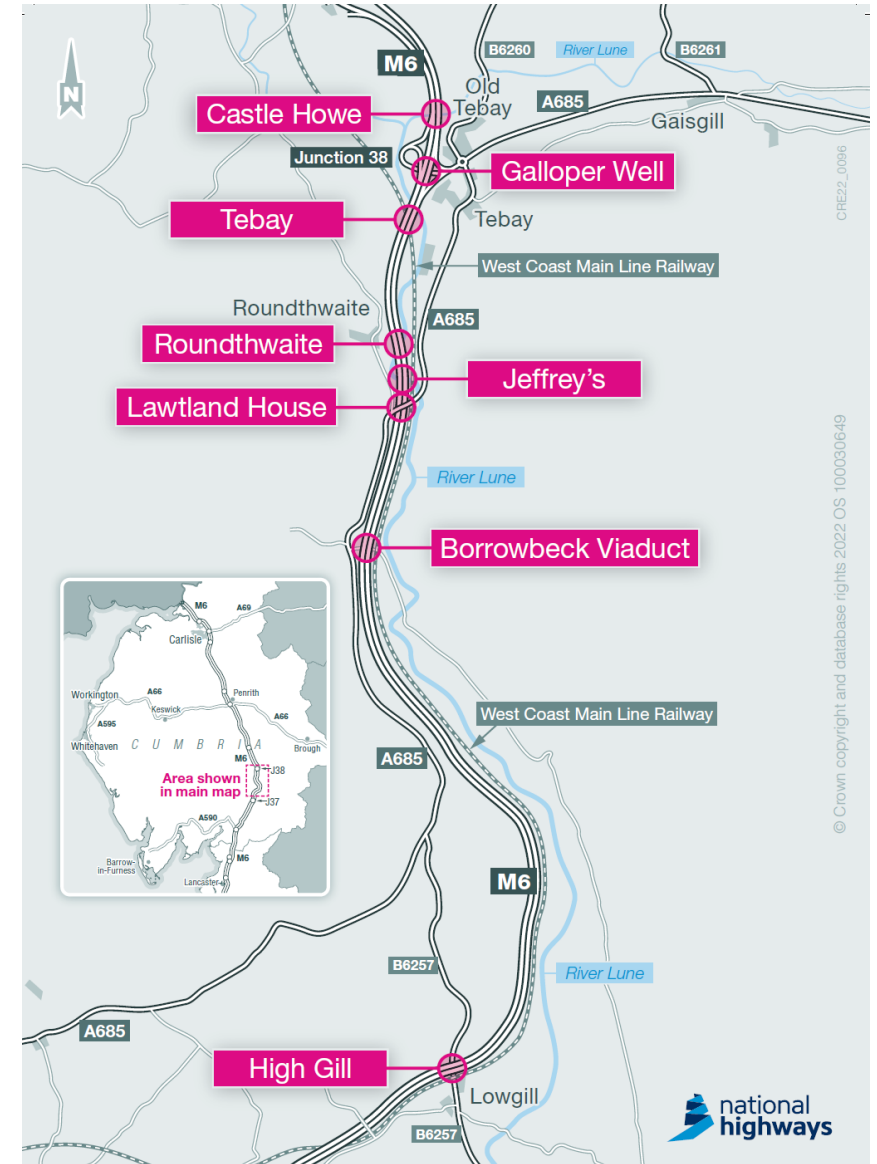 N
M6
B6260
River Lune
B6261
Castle Howe
Old
Tebay
A685
Gaisgill
Junction 38
Galloper Well
Tebay
Tebay
West Coast Main Line Railway
Roundthwaite
A685
Roundthwaite
Jeffrey's
Lawtland House
River Lune
Borrowbeck Viaduct
M6
A69
Carlisle
Workington
A66
Penrith
Keswick
A595
A66
Whitehaven
CUMBRIA
Brough
M6
J38
Area shown
in main map
J37
A590
Barrow-
in-Furness
M6
Lancaster
West Coast Main Line Railway
A685
M6
B6257
River Lune
A685
High Gill
Lowgill
B6257
national
highways
CRE22_0096
© Crown copyright and database rights 2022 OS 100030649